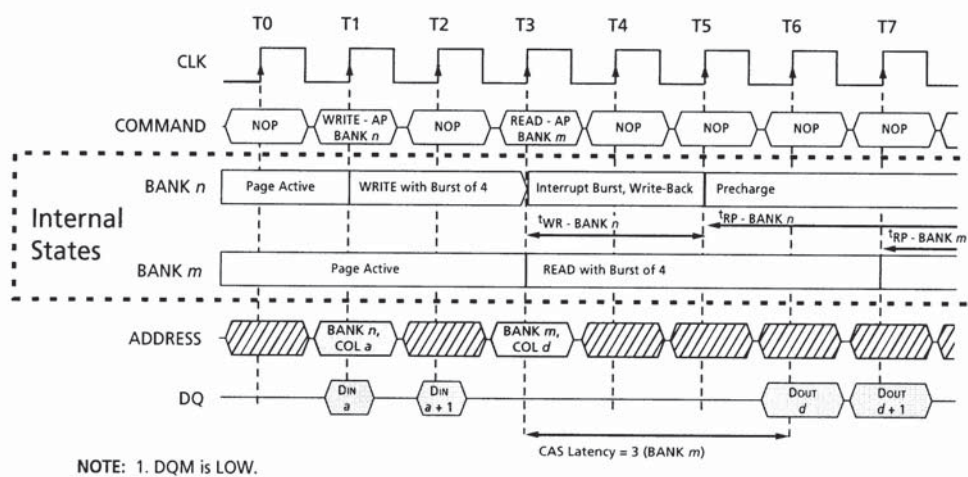 T0 T1 T2 T3 T4 T5 T6 T7
CLK
COMMAND NOP WRITE - AP BANK n NOP READ - AP BANK m NOP NOP NOP NOP
Internal States
BANK n Page Active WRITE with Burst of 4 Interrupt Burst, Write-Back Precharge
tWR - BANK n tRP - BANK n
tRP - BANK m
BANK m Page Active READ with Burst of 4
ADDRESS BANK n, COL a BANK m, COL d
DQ DIN a DIN a + 1 DOUT d DOUT d + 1
CAS Latency = 3 (BANK m)
NOTE: 1. DQM is LOW.